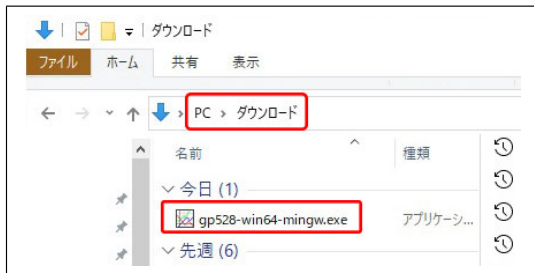 ダウンロード
ファイル ホーム 共有 表示
PC › ダウンロード
名前 種類
今日 (1)
gp528-win64-mingw.exe アプリケーシ...
先週 (6)